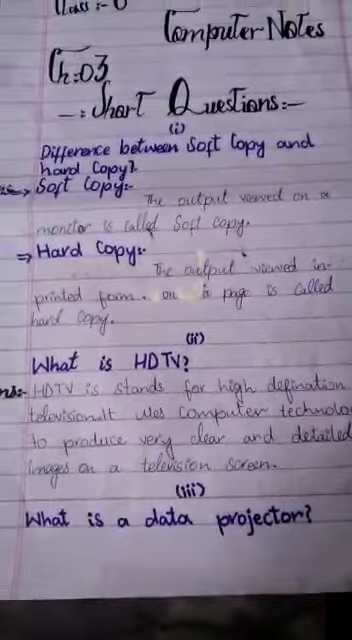 Class:- 8
Computer Notes
Ch:03
-: Short Questions:-
(i)
Difference between Soft Copy and
hard Copy?
Soft Copy:-
The output viewed on a
monitor is called Soft copy.
⇒ Hard Copy:-
The output viewed in-
printed form. on a page is called
hard copy.
(ii)
What is HDTV?
ns:- HDTV is stands for high defination
television.It uses computer technolo
to produce very clear and detailed
images on a television screen.
(iii)
What is a data projector?